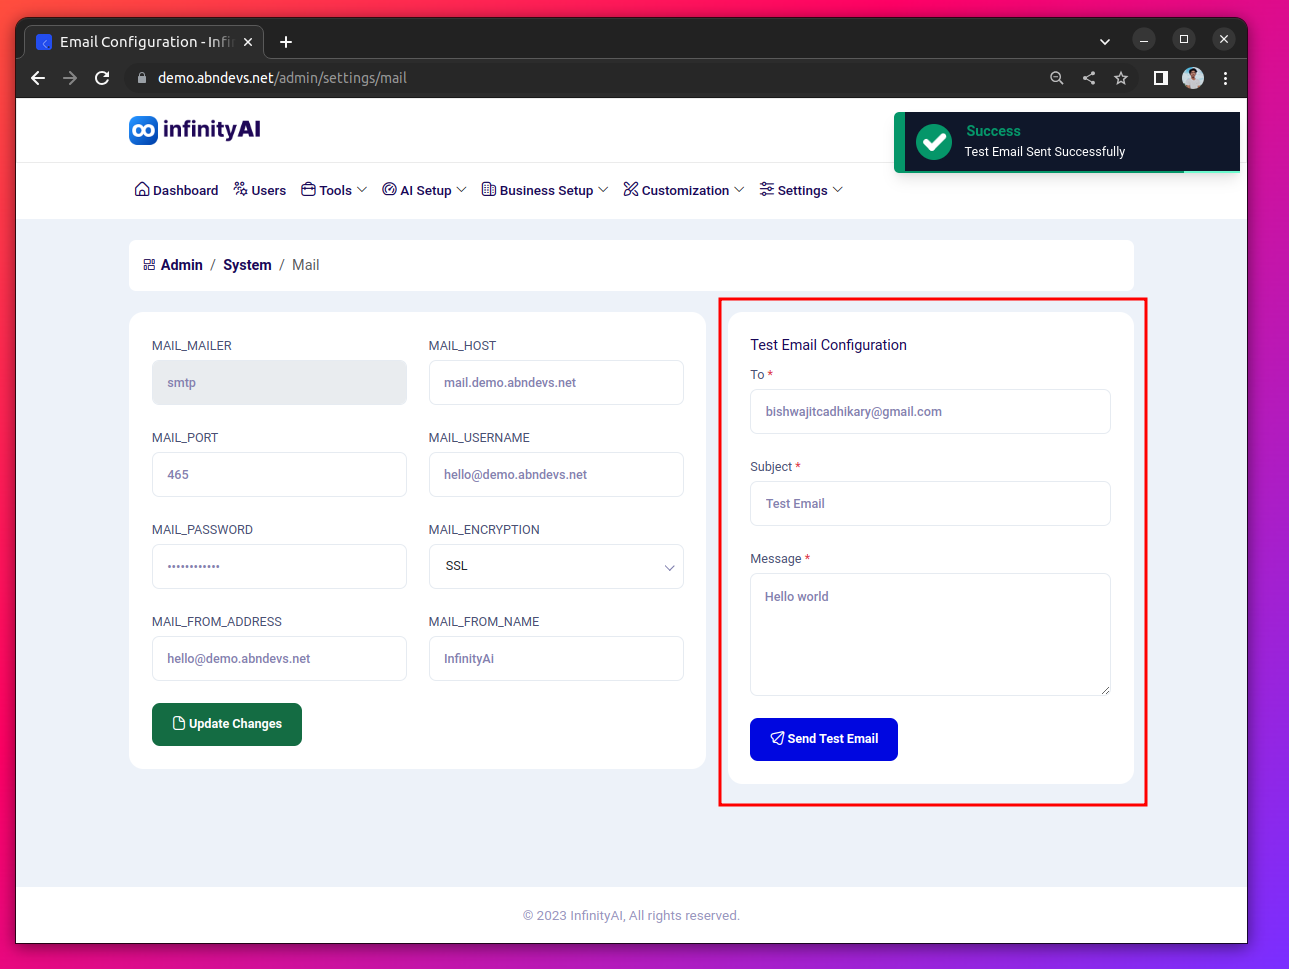 Email Configuration - Infi
demo.abndevs.net/admin/settings/mail
infinityAI
Success
Test Email Sent Successfully
Dashboard Users Tools AI Setup Business Setup Customization Settings
Admin / System / Mail
MAIL_MAILER MAIL_HOST
smtp mail.demo.abndevs.net
MAIL_PORT MAIL_USERNAME
465 hello@demo.abndevs.net
MAIL_PASSWORD MAIL_ENCRYPTION
•••••••••••• SSL
MAIL_FROM_ADDRESS MAIL_FROM_NAME
hello@demo.abndevs.net InfinityAi
Update Changes
Test Email Configuration
To *
bishwajitcadhikary@gmail.com
Subject *
Test Email
Message *
Hello world
Send Test Email
© 2023 InfinityAI, All rights reserved.